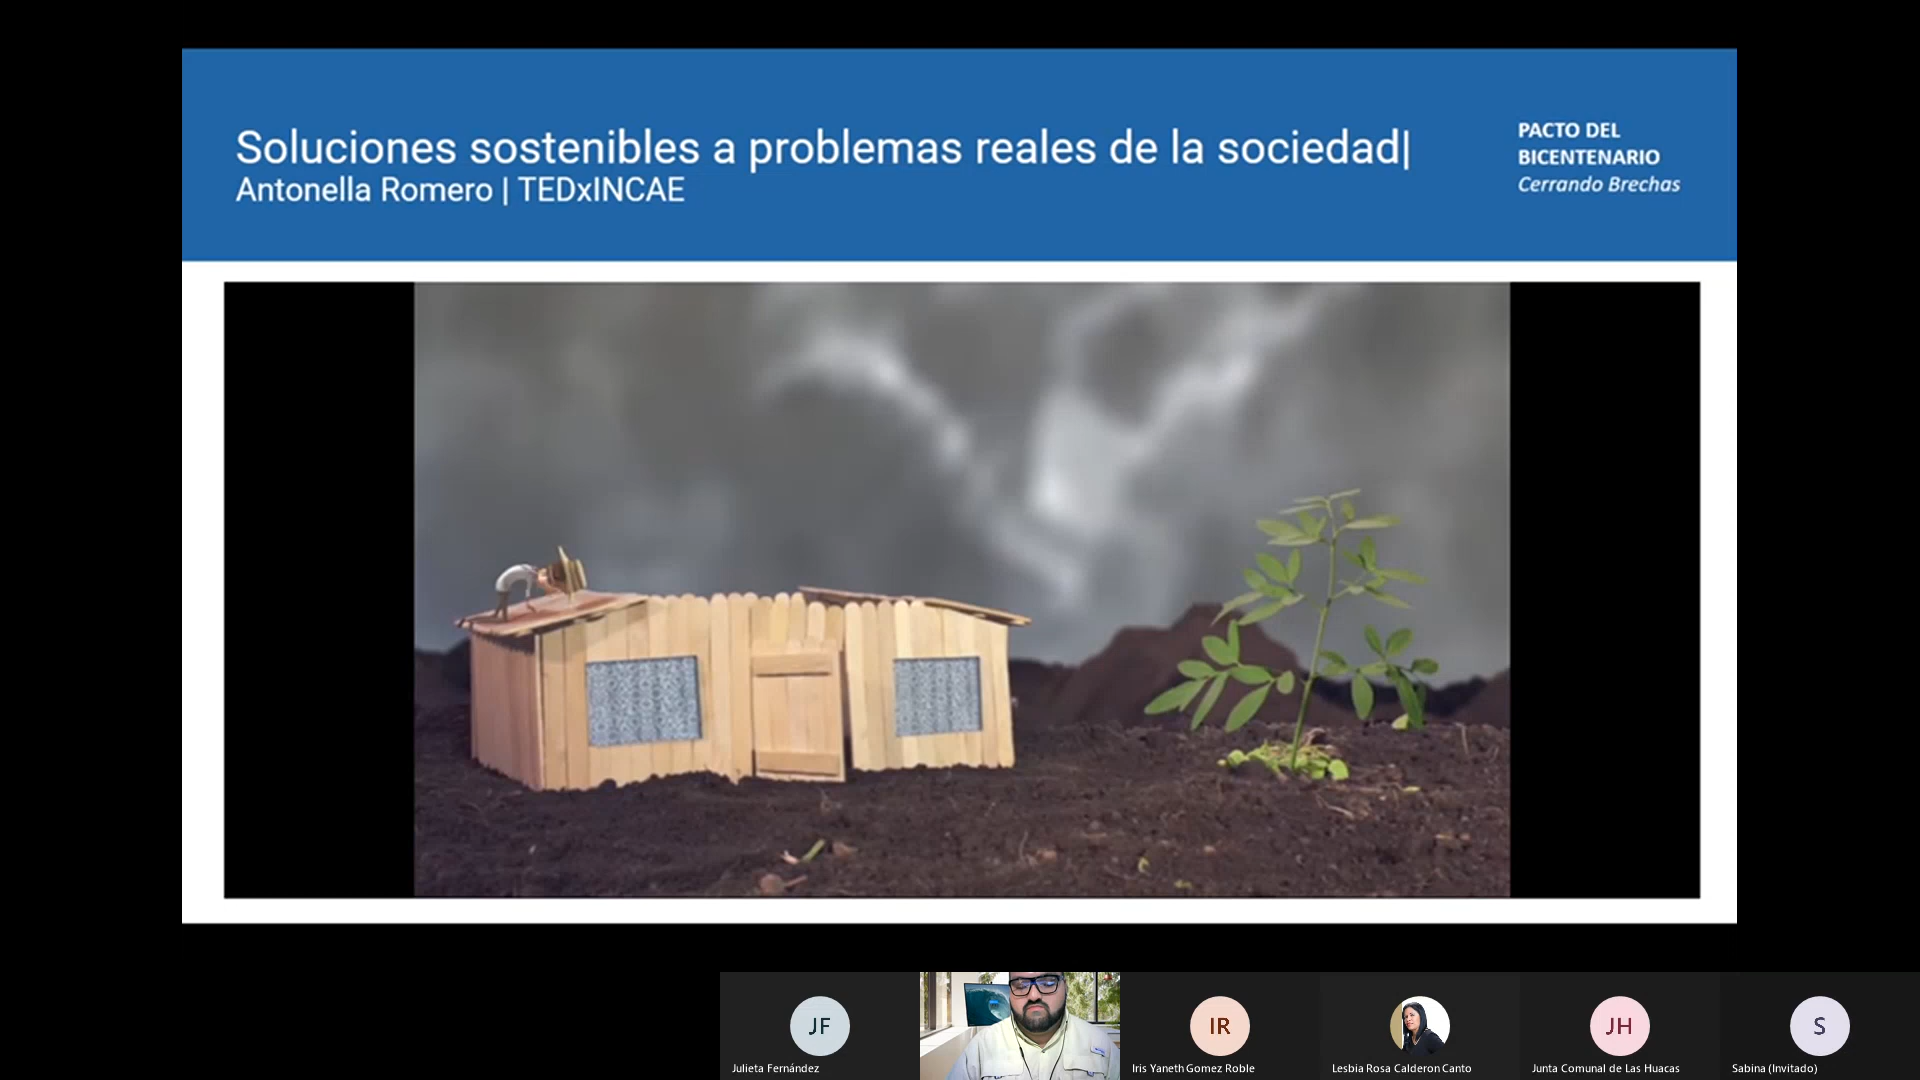 Soluciones sostenibles a problemas reales de la sociedad|
Antonella Romero | TEDxINCAE
PACTO DEL
BICENTENARIO
Cerrando Brechas
JF
Julieta Fernández
IR
Iris Yaneth Gomez Roble
Lesbia Rosa Calderon Canto
JH
Junta Comunal de Las Huacas
S
Sabina (Invitado)